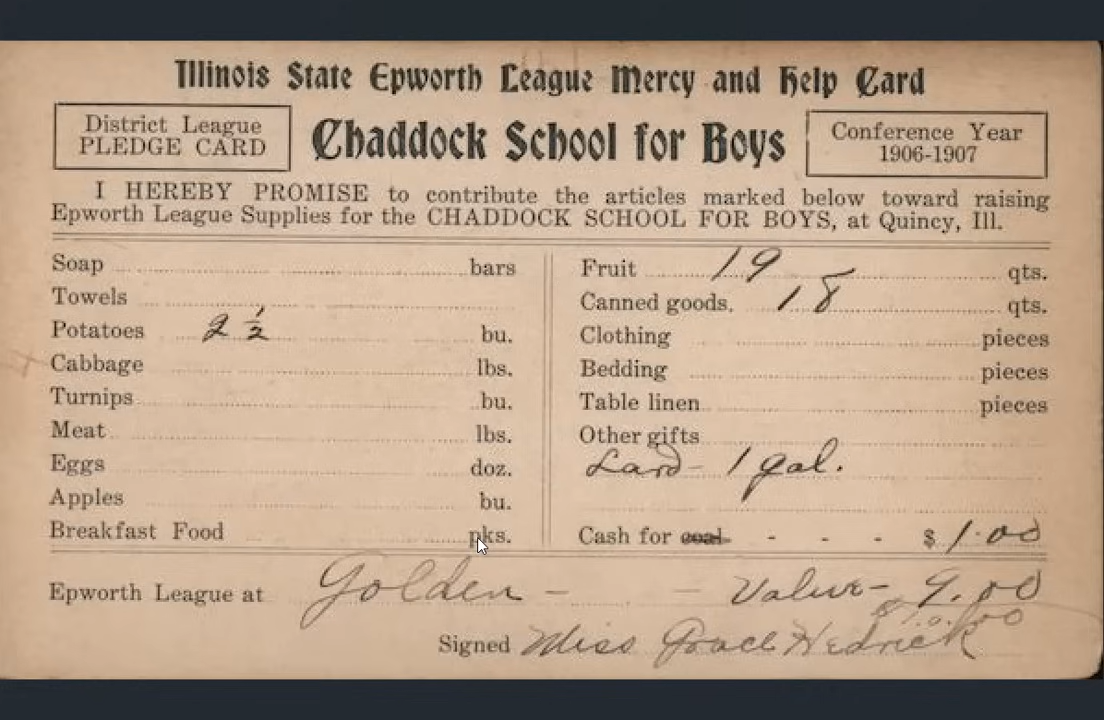 Illinois State Epworth League Mercy and Help Card
District League
PLEDGE CARD
Chaddock School for Boys
Conference Year
1906-1907
I HEREBY PROMISE to contribute the articles marked below toward raising
Epworth League Supplies for the CHADDOCK SCHOOL FOR BOYS, at Quincy, Ill.
Soap bars
Towels
Potatoes 2 1/2 bu.
Cabbage lbs.
Turnips bu.
Meat lbs.
Eggs doz.
Apples bu.
Breakfast Food pks.
Fruit 19 qts.
Canned goods. 18 qts.
Clothing pieces
Bedding pieces
Table linen pieces
Other gifts
Lard - 1 gal.
Cash for coal - - - $ 1.00
Epworth League at Golden - - Value - 9.00
Signed Miss Grace Hedrick